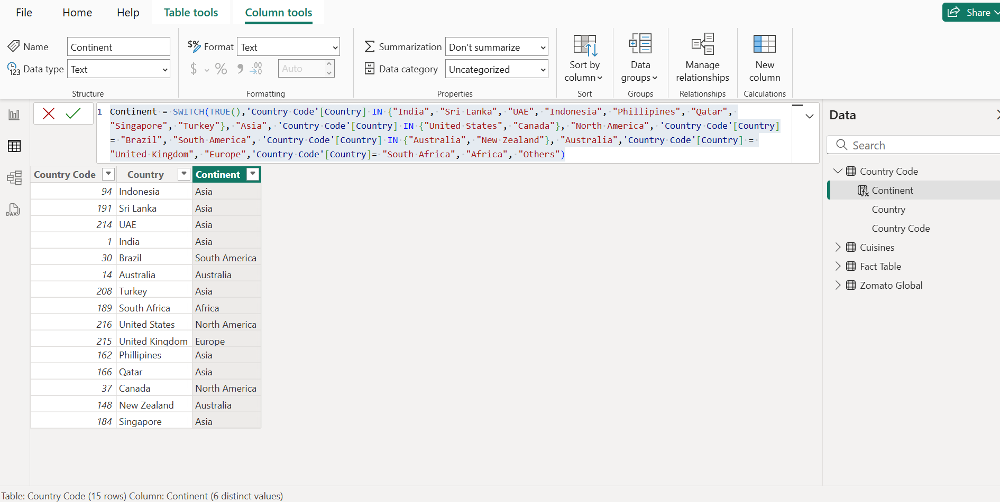 File Home Help Table tools Column tools Share
Name Continent
Data type Text
Structure
$% Format Text
$ % , .00 Auto
Formatting
Summarization Don't summarize
Data category Uncategorized
Properties
Sort by
column
Sort
Data
groups
Groups
Manage
relationships
Relationships
New
column
Calculations
1 Continent = SWITCH(TRUE(),'Country Code'[Country] IN {"India", "Sri Lanka", "UAE", "Indonesia", "Phillipines", "Qatar",
"Singapore", "Turkey"}, "Asia", 'Country Code'[Country] IN {"United States", "Canada"}, "North America", 'Country Code'[Country]
= "Brazil", "South America", 'Country Code'[Country] IN {"Australia", "New Zealand"}, "Australia",'Country Code'[Country] =
"United Kingdom", "Europe",'Country Code'[Country]= "South Africa", "Africa", "Others")
DAX
Country Code Country Continent
94 Indonesia Asia
191 Sri Lanka Asia
214 UAE Asia
1 India Asia
30 Brazil South America
14 Australia Australia
208 Turkey Asia
189 South Africa Africa
216 United States North America
215 United Kingdom Europe
162 Phillipines Asia
166 Qatar Asia
37 Canada North America
148 New Zealand Australia
184 Singapore Asia
Data
Search
Country Code
Continent
Country
Country Code
Cuisines
Fact Table
Zomato Global
Table: Country Code (15 rows) Column: Continent (6 distinct values)